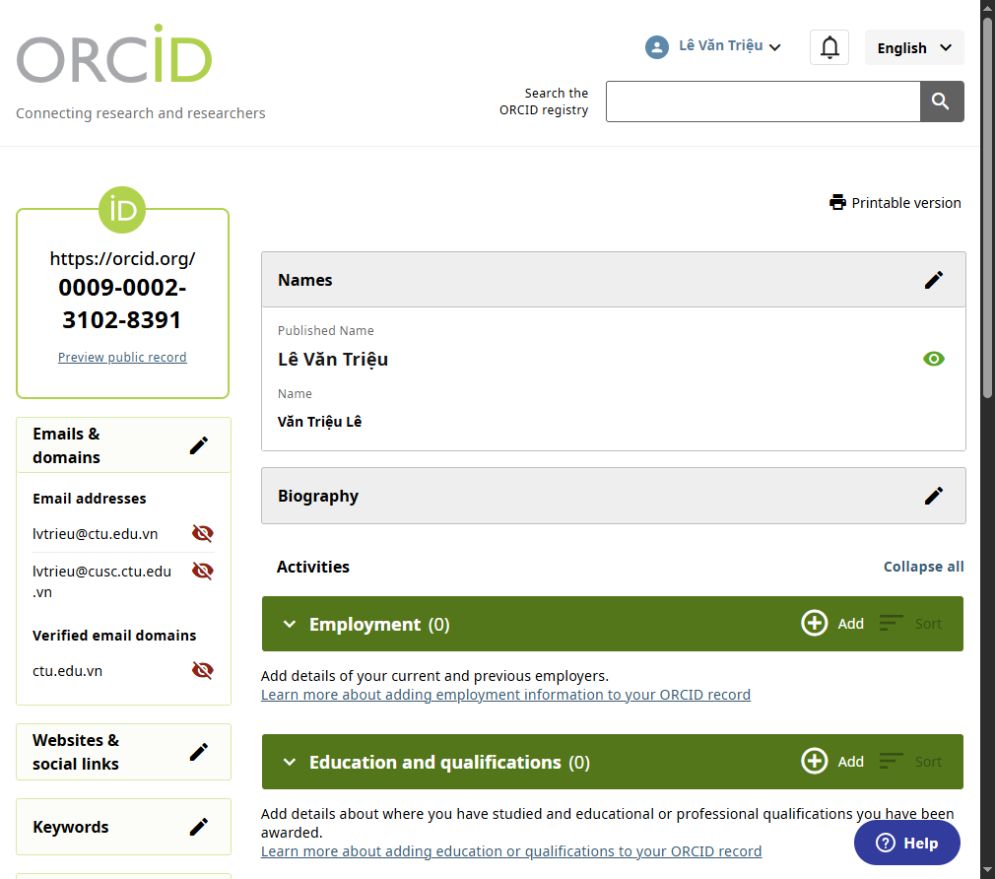 ORCiD
Connecting research and researchers
Lê Văn Triệu
English
Search the
ORCID registry
Printable version
iD
https://orcid.org/
0009-0002-
3102-8391
Preview public record
Names
Published Name
Lê Văn Triệu
Name
Văn Triệu Lê
Emails &
domains
Email addresses
lvtrieu@ctu.edu.vn
lvtrieu@cusc.ctu.edu
.vn
Verified email domains
ctu.edu.vn
Websites &
social links
Keywords
Biography
Activities
Collapse all
Employment (0)
Add
Sort
Add details of your current and previous employers.
Learn more about adding employment information to your ORCID record
Education and qualifications (0)
Add
Sort
Add details about where you have studied and educational or professional qualifications you have been
awarded.
Learn more about adding education or qualifications to your ORCID record
Help